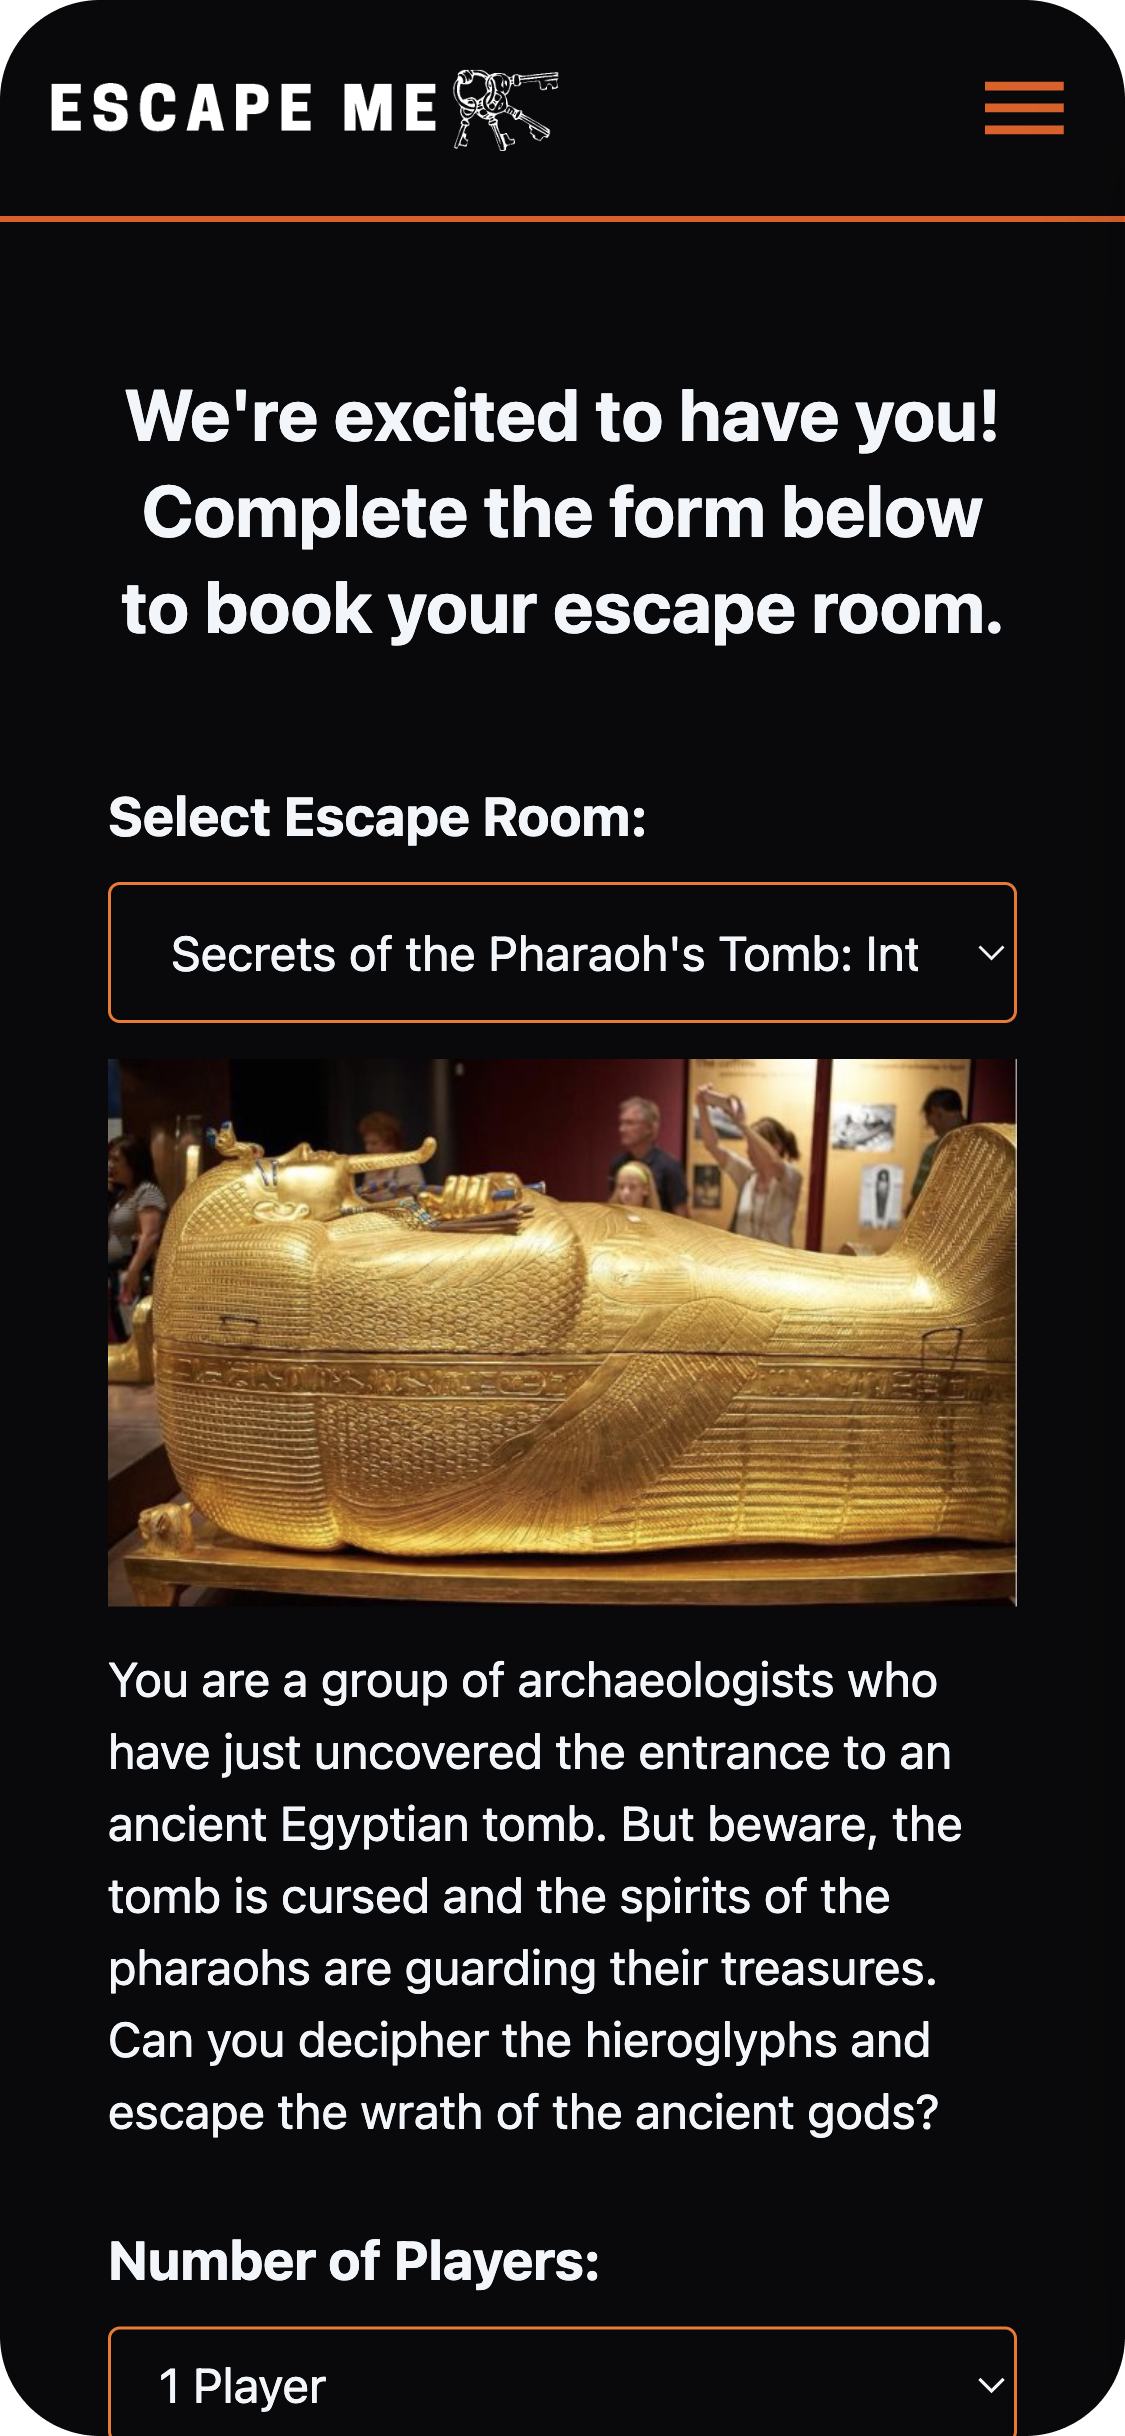 ESCAPE ME
We're excited to have you!
Complete the form below
to book your escape room.
Select Escape Room:
Secrets of the Pharaoh's Tomb: Int
You are a group of archaeologists who
have just uncovered the entrance to an
ancient Egyptian tomb. But beware, the
tomb is cursed and the spirits of the
pharaohs are guarding their treasures.
Can you decipher the hieroglyphs and
escape the wrath of the ancient gods?
Number of Players:
1 Player